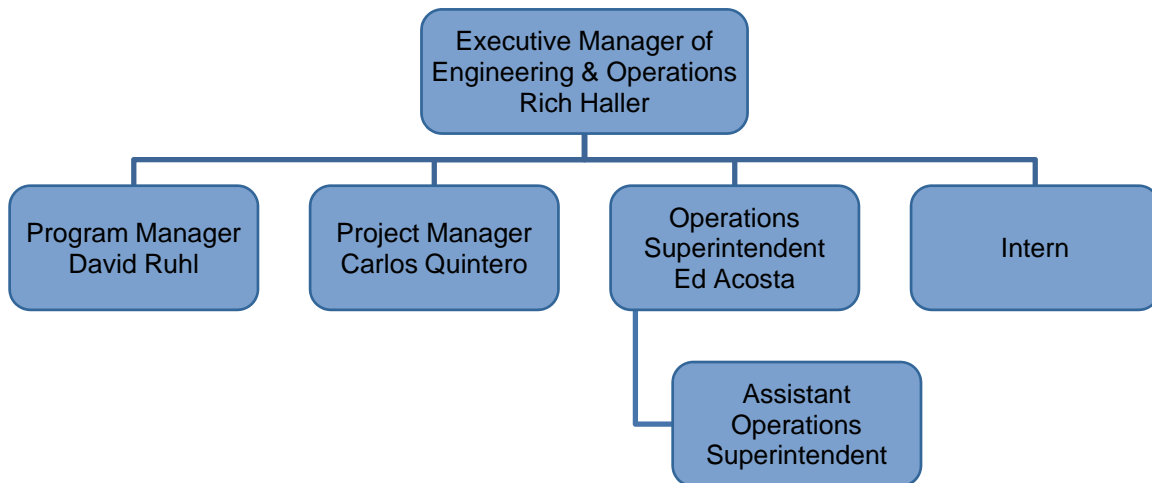 Executive Manager of
Engineering & Operations
Rich Haller
Program Manager
David Ruhl
Project Manager
Carlos Quintero
Operations
Superintendent
Ed Acosta
Intern
Assistant
Operations
Superintendent